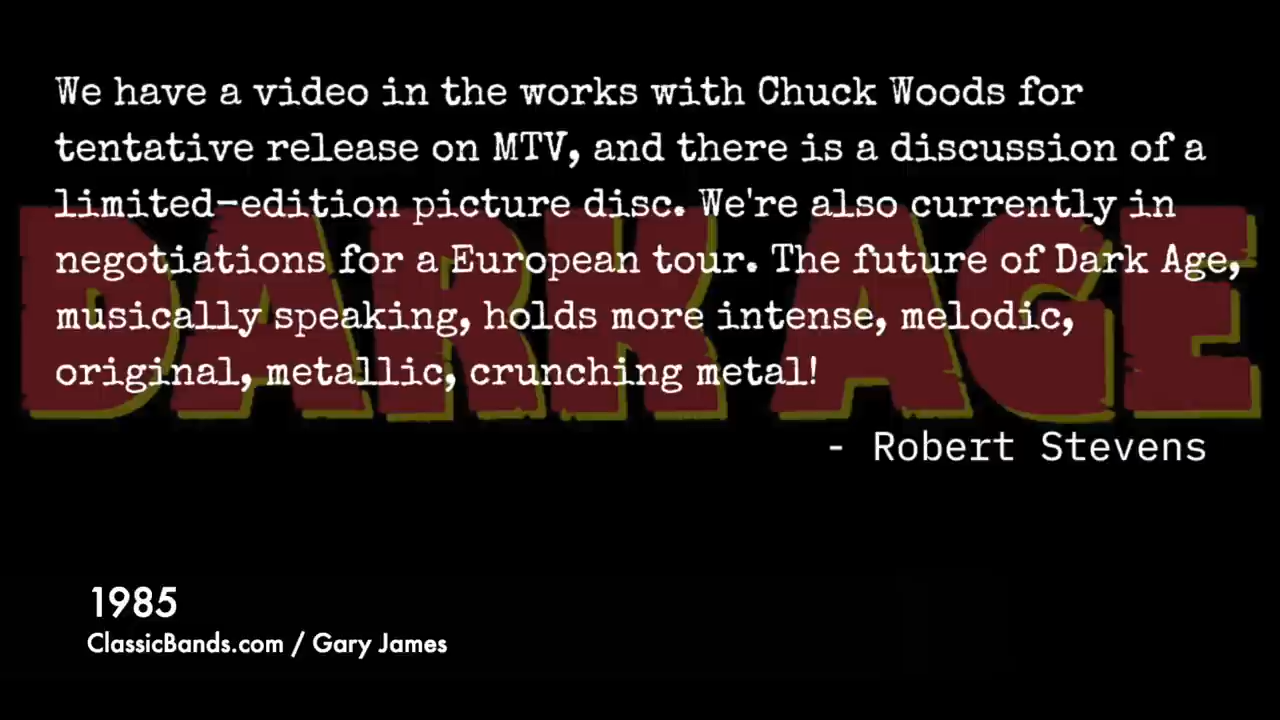 We have a video in the works with Chuck Woods for
tentative release on MTV, and there is a discussion of a
limited-edition picture disc. We're also currently in
negotiations for a European tour. The future of Dark Age,
musically speaking, holds more intense, melodic,
original, metallic, crunching metal!
DARK AGE
- Robert Stevens
1985
ClassicBands.com / Gary James